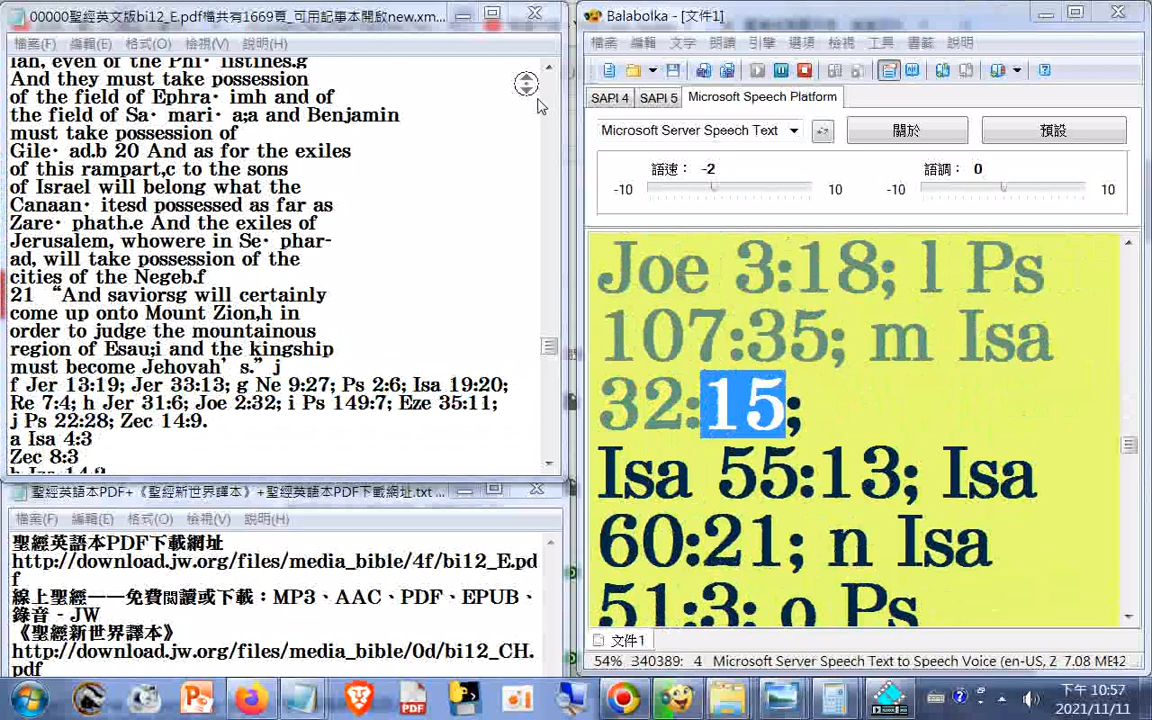 00000聖經英文版bi12_E.pdf檔共有1669頁_可用記事本開啟new.xm...
檔案(F) 編輯(E) 格式(O) 檢視(V) 說明(H)
ian, even of the Phi· listines.g
And they must take possession
of the field of Ephra· imh and of
the field of Sa· mari· a;a and Benjamin
must take possession of
Gile· ad.b 20 And as for the exiles
of this rampart,c to the sons
of Israel will belong what the
Canaan· itesd possessed as far as
Zare· phath.e And the exiles of
Jerusalem, whowere in Se· phar-
ad, will take possession of the
cities of the Negeb.f
21 “And saviorsg will certainly
come up onto Mount Zion,h in
order to judge the mountainous
region of Esau;i and the kingship
must become Jehovah’s.” j
f Jer 13:19; Jer 33:13; g Ne 9:27; Ps 2:6; Isa 19:20;
Re 7:4; h Jer 31:6; Joe 2:32; i Ps 149:7; Eze 35:11;
j Ps 22:28; Zec 14:9.
a Isa 4:3
Zec 8:3
聖經英語本PDF+《聖經新世界譯本》+聖經英語本PDF下載網址.txt ...
檔案(F) 編輯(E) 格式(O) 檢視(V) 說明(H)
聖經英語本PDF下載網址
http://download.jw.org/files/media_bible/4f/bi12_E.pd
f
線上聖經——免費閱讀或下載：MP3、AAC、PDF、EPUB、
錄音 - JW
《聖經新世界譯本》
http://download.jw.org/files/media_bible/0d/bi12_CH.
pdf
Balabolka - [文件1]
檔案 編輯 文字 朗讀 引擎 選項 檢視 工具 書籤 說明
SAPI 4 SAPI 5 Microsoft Speech Platform
Microsoft Server Speech Text 關於 預設
語速： -2 語調： 0
-10 10 -10 10
Joe 3:18; l Ps
107:35; m Isa
32:15;
Isa 55:13; Isa
60:21; n Isa
51:3; o Ps
文件1
54% 340389: 4 Microsoft Server Speech Text to Speech Voice (en-US, Z 7.08 ME42
下午 10:57
2021/11/11